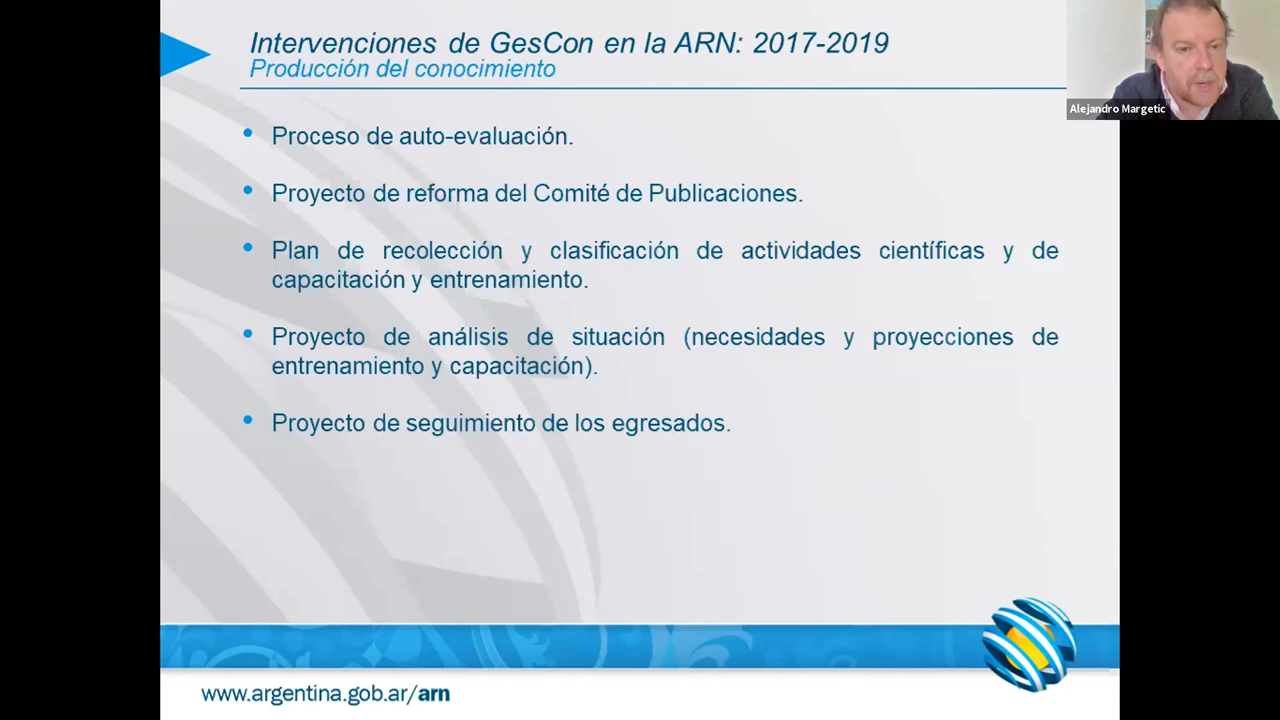 Intervenciones de GesCon en la ARN: 2017-2019
Producción del conocimiento
Alejandro Margetic
• Proceso de auto-evaluación.
• Proyecto de reforma del Comité de Publicaciones.
• Plan de recolección y clasificación de actividades científicas y de
capacitación y entrenamiento.
• Proyecto de análisis de situación (necesidades y proyecciones de
entrenamiento y capacitación).
• Proyecto de seguimiento de los egresados.
www.argentina.gob.ar/arn